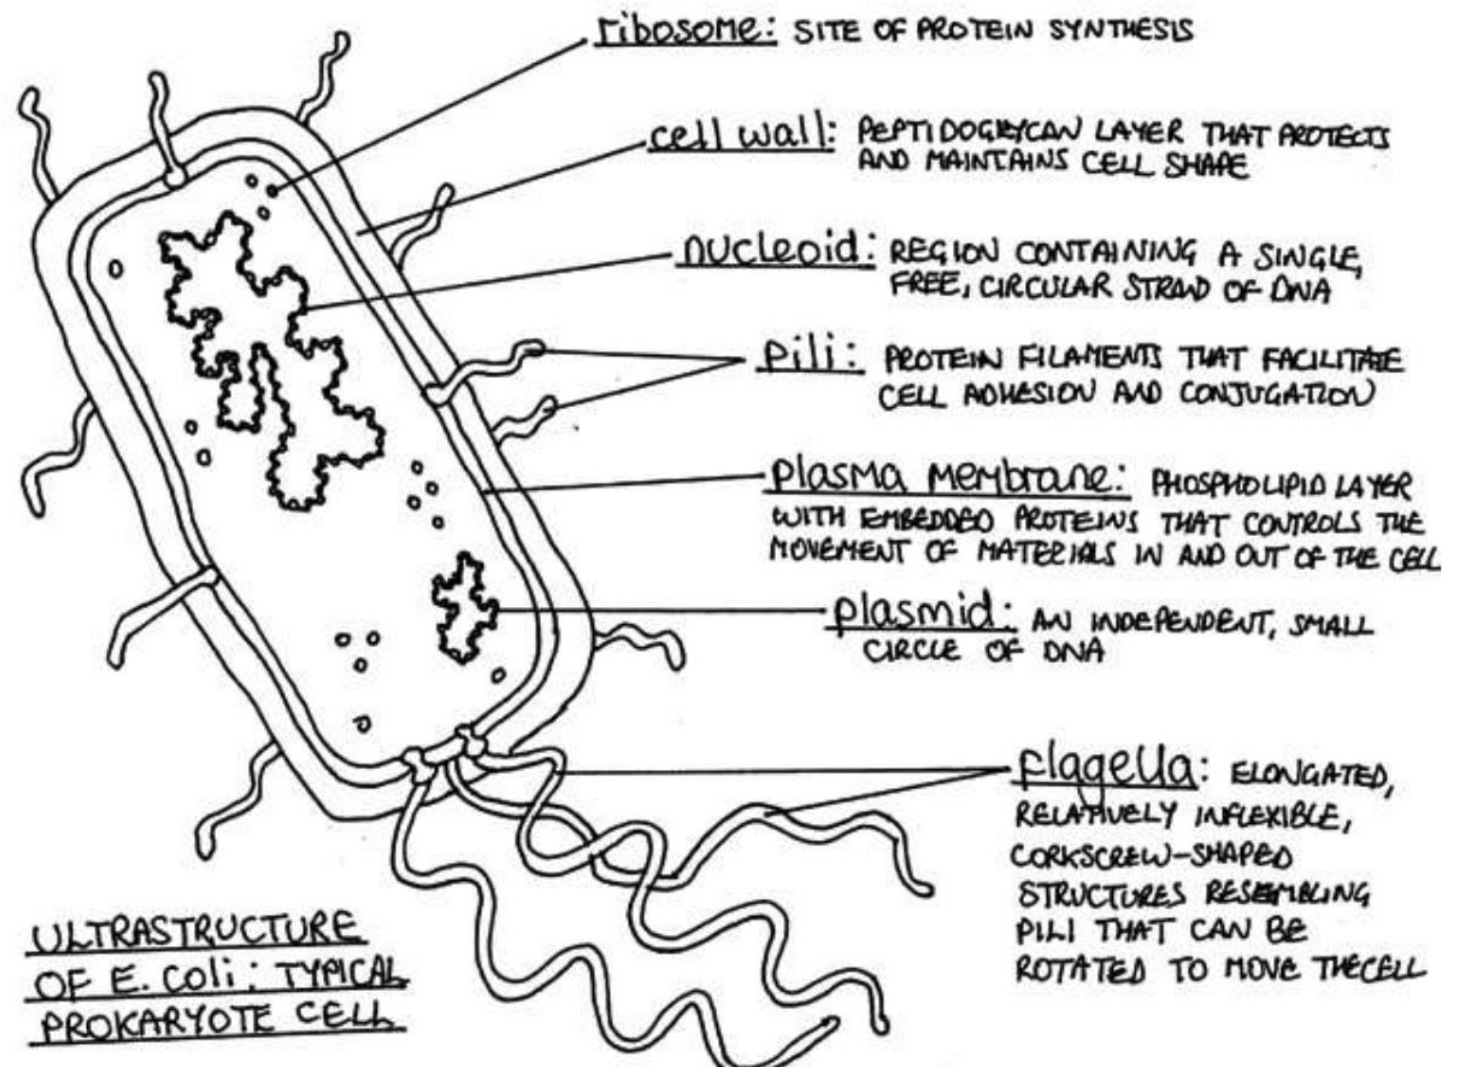 ribosome: SITE OF PROTEIN SYNTHESIS
cell wall: PEPTIDOGLYCAN LAYER THAT PROTECTS
AND MAINTAINS CELL SHAPE
nucleoid: REGION CONTAINING A SINGLE,
FREE, CIRCULAR STRAND OF DNA
Pili: PROTEIN FILAMENTS THAT FACILITATE
CELL ADHESION AND CONJUGATION
Plasma Membrane: PHOSPHOLIPID LAYER
WITH EMBEDDED PROTEINS THAT CONTROLS THE
MOVEMENT OF MATERIALS IN AND OUT OF THE CELL
plasmid: AN INDEPENDENT, SMALL
CIRCLE OF DNA
flagella: ELONGATED,
RELATIVELY INFLEXIBLE,
CORKSCREW-SHAPED
STRUCTURES RESEMBLING
PILI THAT CAN BE
ROTATED TO MOVE THE CELL
ULTRASTRUCTURE
OF E. Coli: TYPICAL
PROKARYOTE CELL